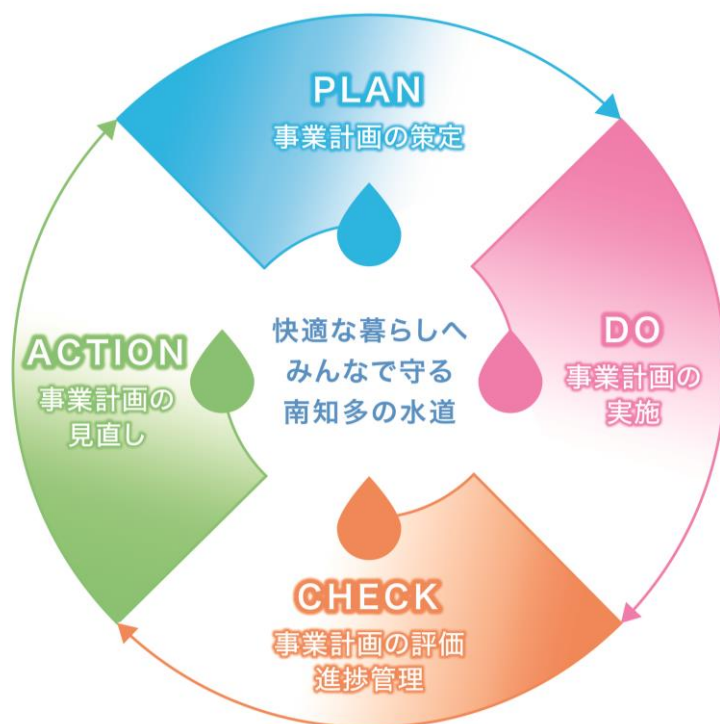 PLAN
事業計画の策定
DO
事業計画の
実施
CHECK
事業計画の評価
進捗管理
ACTION
事業計画の
見直し
快適な暮らしへ
みんなで守る
南知多の水道